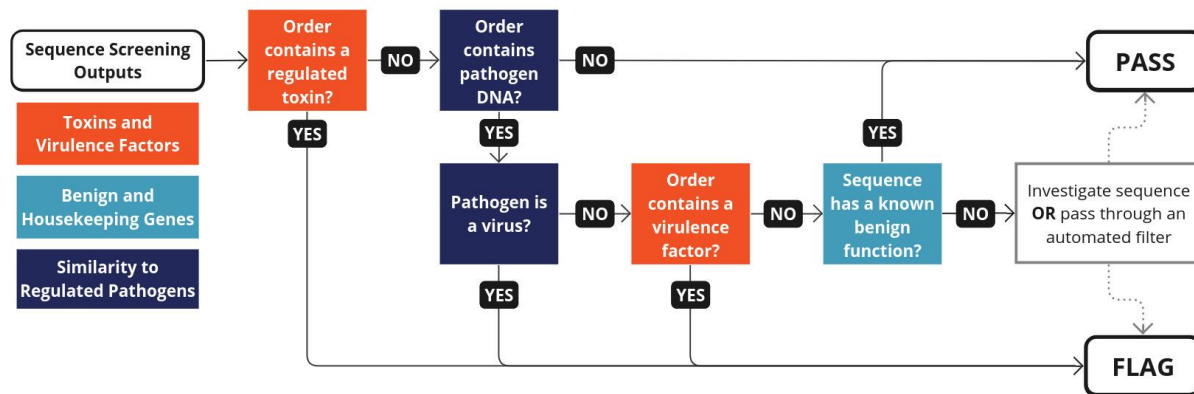 Sequence Screening
Outputs
Order
contains a
regulated
toxin?
NO
Order
contains
pathogen
DNA?
NO
PASS
YES
YES
YES
Toxins and
Virulence Factors
Benign and
Housekeeping Genes
Similarity to
Regulated Pathogens
Pathogen is
a virus?
NO
Order
contains a
virulence
factor?
NO
Sequence
has a known
benign
function?
NO
Investigate sequence
OR pass through an
automated filter
YES
YES
FLAG